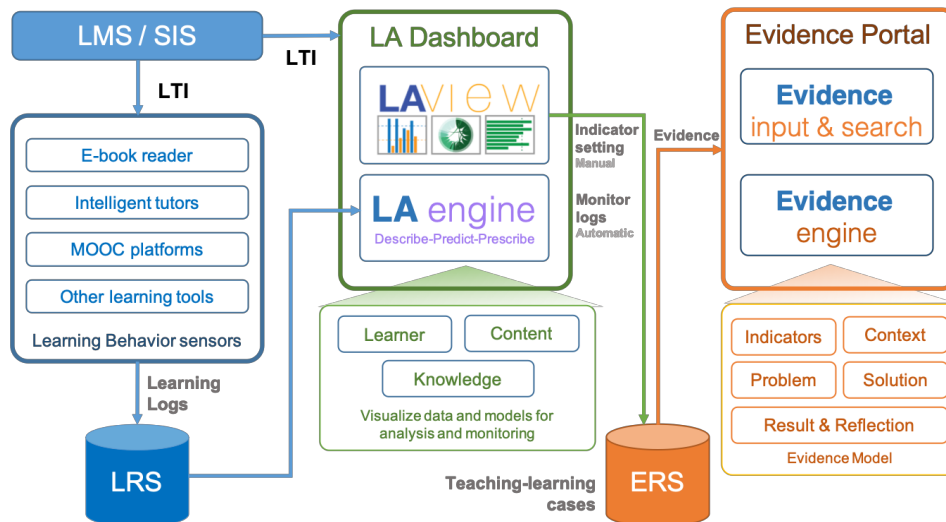 LMS / SIS
LTI
LTI
E-book reader
Intelligent tutors
MOOC platforms
Other learning tools
Learning Behavior sensors
Learning
Logs
LRS
LA Dashboard
LAview
LA engine
Describe-Predict-Prescribe
Learner
Content
Knowledge
Visualize data and models for
analysis and monitoring
Indicator
setting
Manual
Monitor
logs
Automatic
Teaching-learning
cases
ERS
Evidence
Evidence Portal
Evidence
input & search
Evidence
engine
Indicators
Context
Problem
Solution
Result & Reflection
Evidence Model